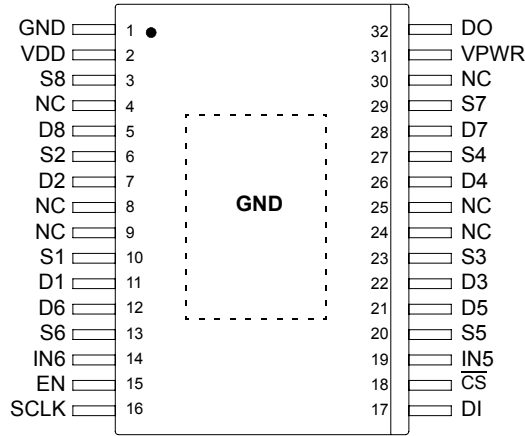 GND 1 32 DO
VDD 2 31 VPWR
S8 3 30 NC
NC 4 29 S7
D8 5 28 D7
S2 6 27 S4
D2 7 26 D4
NC 8 GND 25 NC
NC 9 24 NC
S1 10 23 S3
D1 11 22 D3
D6 12 21 D5
S6 13 20 S5
IN6 14 19 IN5
EN 15 18 C̅S̅
SCLK 16 17 DI